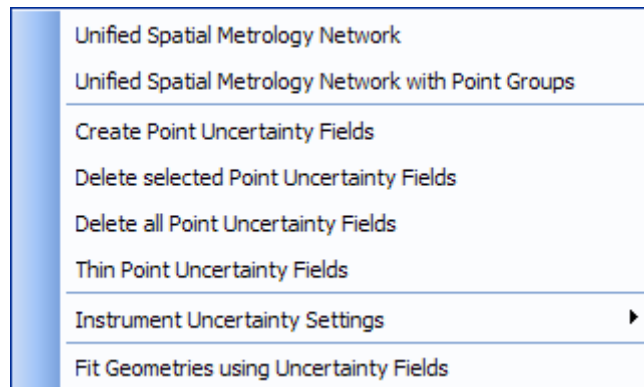 Unified Spatial Metrology Network
Unified Spatial Metrology Network with Point Groups
Create Point Uncertainty Fields
Delete selected Point Uncertainty Fields
Delete all Point Uncertainty Fields
Thin Point Uncertainty Fields
Instrument Uncertainty Settings
Fit Geometries using Uncertainty Fields